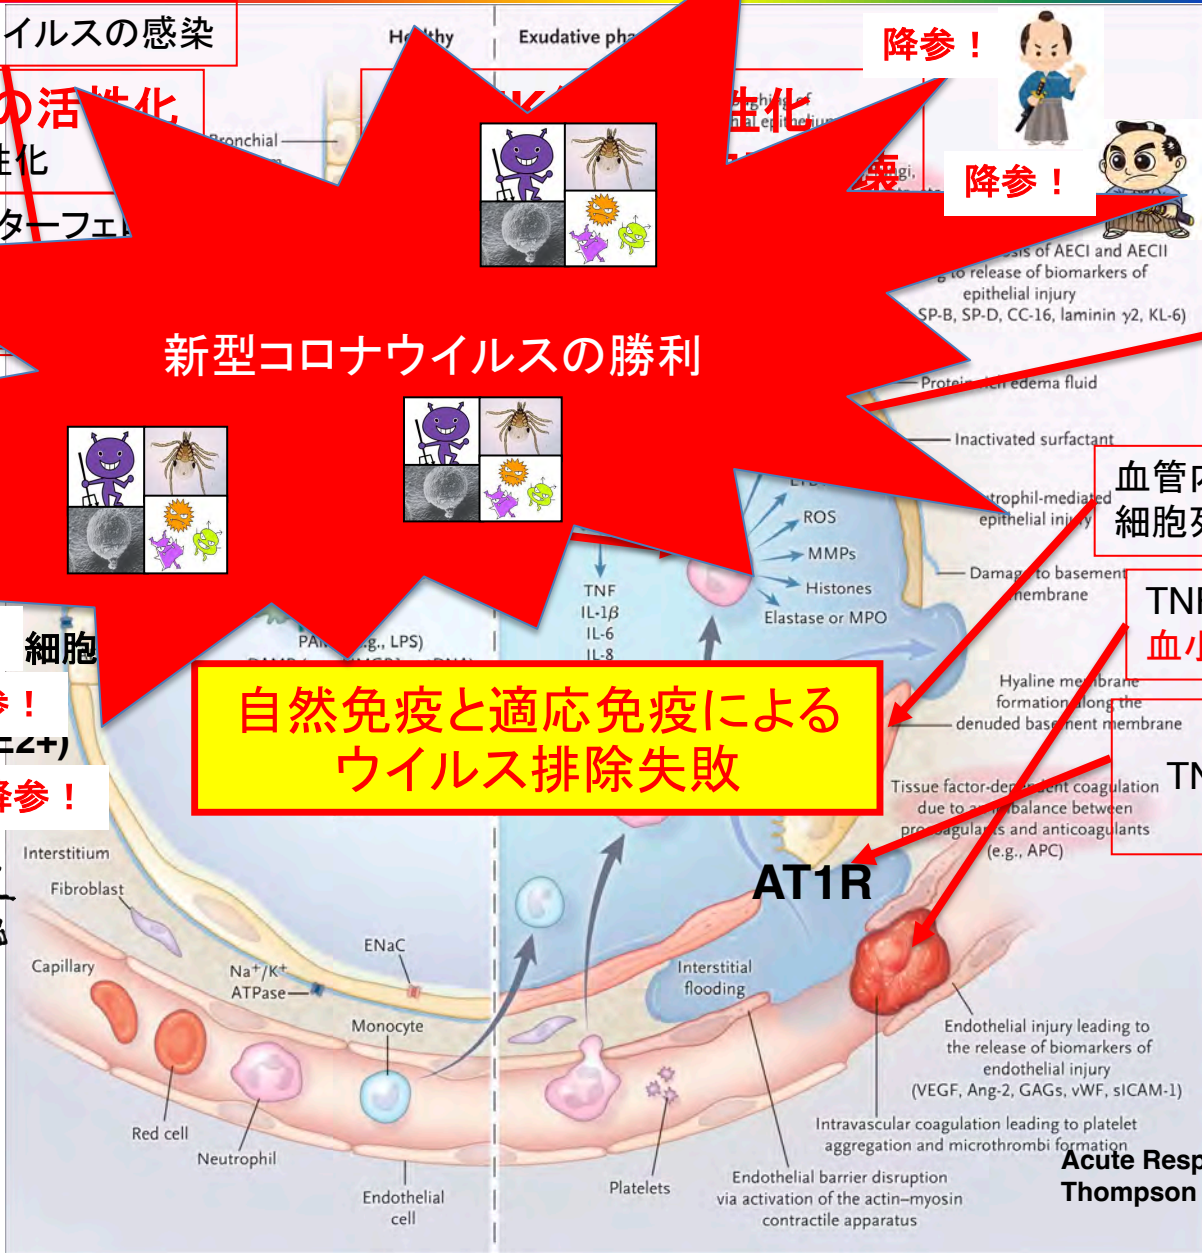 イルスの感染
Healthy
Exudative pha
降参！
の活性化
性化
Bronchial
性化
壊
降参！
ターフェロ
sis of AECI and AECII
to release of biomarkers of
epithelial injury
SP-B, SP-D, CC-16, laminin γ2, KL-6)
新型コロナウイルスの勝利
Protein-rich edema fluid
Inactivated surfactant
血管内
細胞死
trophil-mediated
epithelial injury
ROS
MMPs
Histones
Elastase or MPO
Damage to basement
membrane
TNF
IL-1β
IL-6
IL-8
TNF
血小
細胞
PAMP (e.g., LPS)
参！
E2+)
降参！
自然免疫と適応免疫による
ウイルス排除失敗
Hyaline membrane
formation along the
denuded basement membrane
TN
Tissue factor-dependent coagulation
due to an imbalance between
procoagulants and anticoagulants
(e.g., APC)
AT1R
Interstitium
Fibroblast
Capillary
ENaC
Na⁺/K⁺
ATPase
Monocyte
Interstitial
flooding
Red cell
Neutrophil
Endothelial
cell
Platelets
Endothelial injury leading to
the release of biomarkers of
endothelial injury
(VEGF, Ang-2, GAGs, vWF, sICAM-1)
Intravascular coagulation leading to platelet
aggregation and microthrombi formation
Endothelial barrier disruption
via activation of the actin–myosin
contractile apparatus
Acute Resp
Thompson